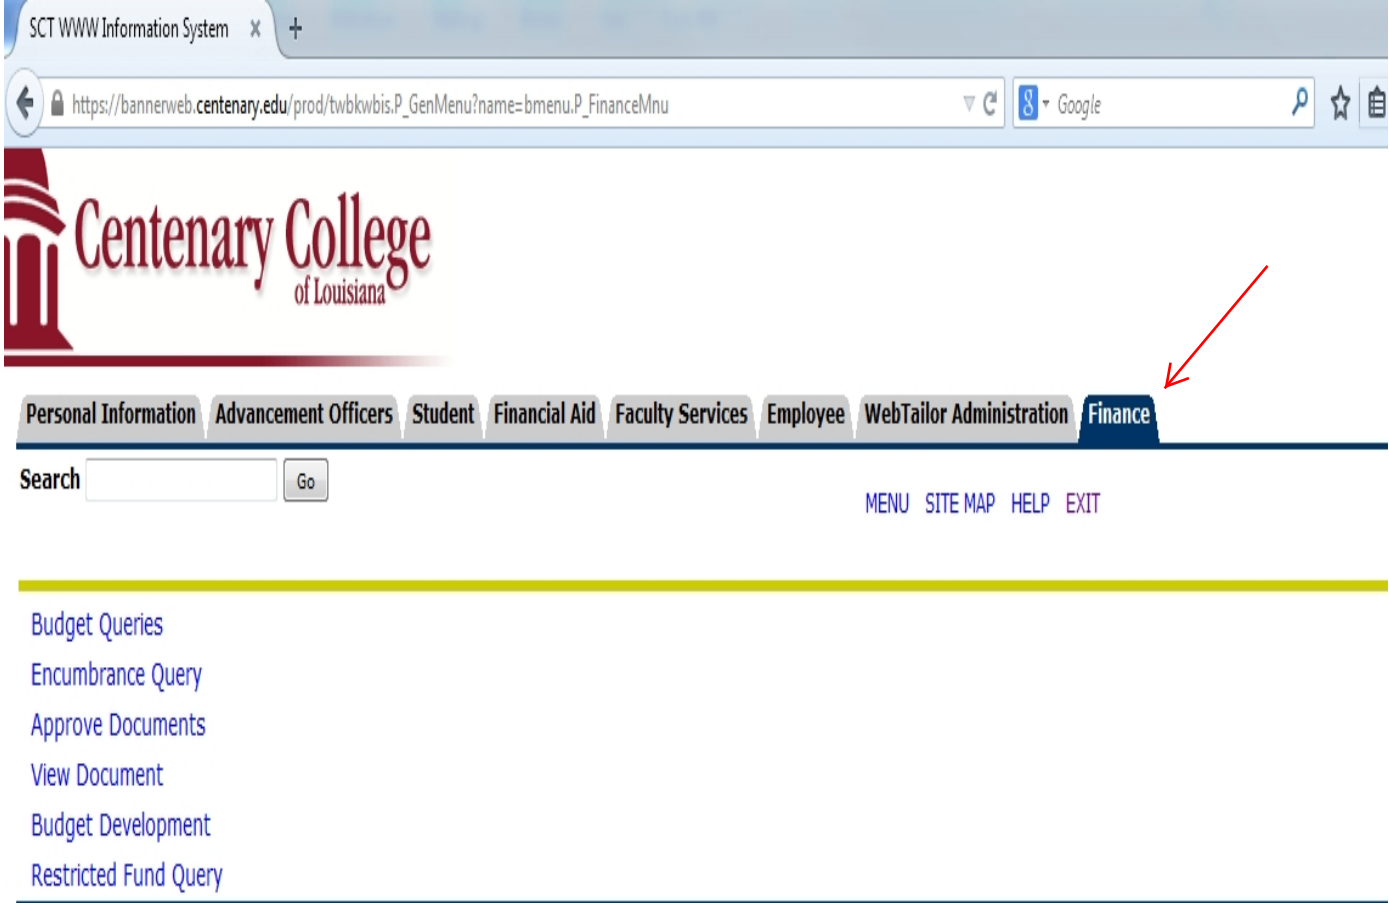 SCT WWW Information System
https://bannerweb.centenary.edu/prod/twbkwbis.P_GenMenu?name=bmenu.P_FinanceMnu
8 Google
Centenary College
of Louisiana
Personal Information Advancement Officers Student Financial Aid Faculty Services Employee WebTailor Administration Finance
Search Go
MENU SITE MAP HELP EXIT
Budget Queries
Encumbrance Query
Approve Documents
View Document
Budget Development
Restricted Fund Query